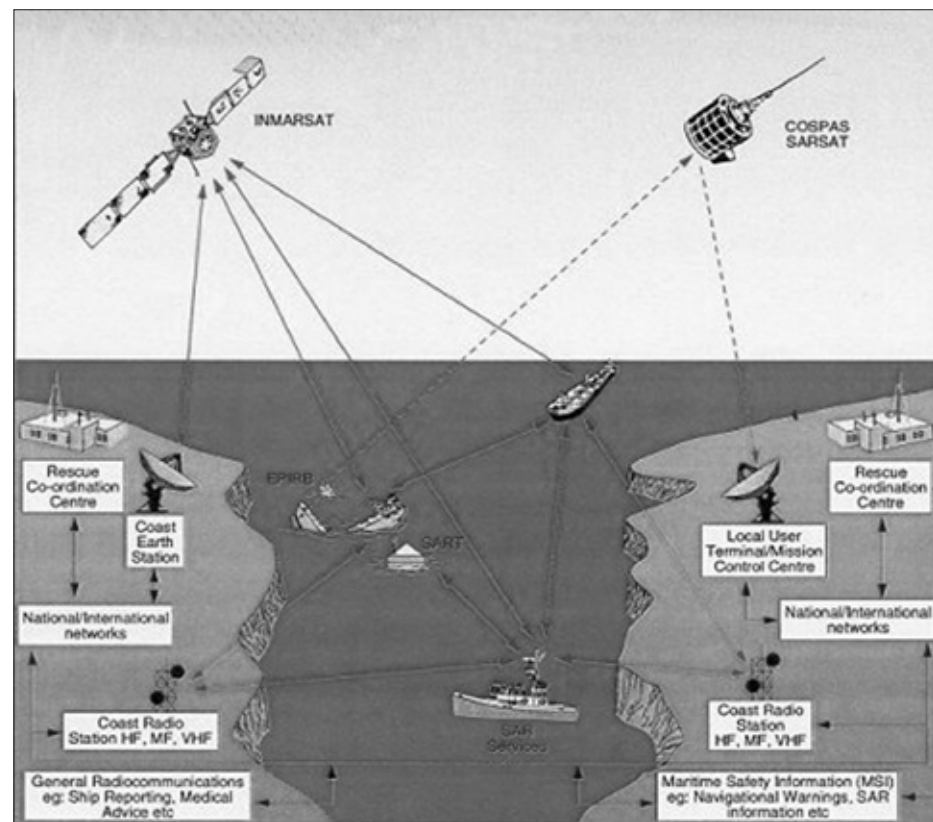 INMARSAT
COSPAS
SARSAT
EPIRB
SART
Rescue
Co-ordination
Centre
Coast
Earth
Station
National/International
networks
Coast Radio
Station HF, MF, VHF
General Radiocommunications
eg: Ship Reporting, Medical
Advice etc
SAR
Services
Rescue
Co-ordination
Centre
Local User
Terminal/Mission
Control Centre
National/International
networks
Coast Radio
Station
HF, MF, VHF
Maritime Safety Information (MSI)
eg: Navigational Warnings, SAR
information etc